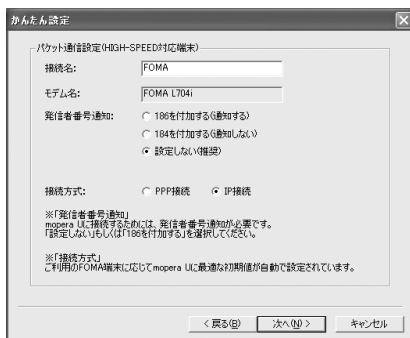 かんたん設定
パケット通信設定(HIGH-SPEED対応端末)
接続名: FOMA
モデム名: FOMA L704i
発信者番号通知: 186を付加する(通知する)
184を付加する(通知しない)
設定しない(推奨)
接続方式: PPP接続 IP接続
※「発信者番号通知」
mopera Uに接続するためには、発信者番号通知が必要です。
「設定しない」もしくは「186を付加する」を選択してください。
※「接続方式」
ご利用のFOMA端末に応じてmopera Uに最適な初期値が自動で設定されています。
< 戻る(B) 次へ(N) > キャンセル